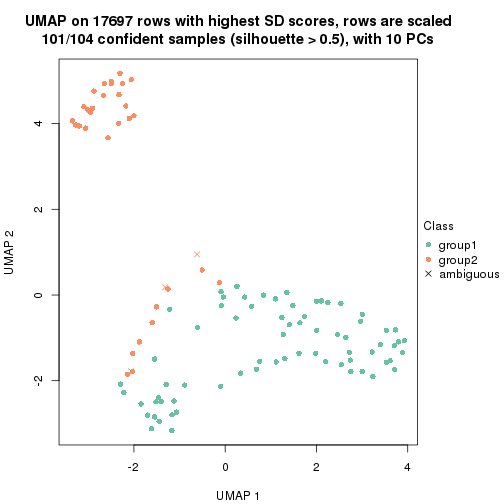 UMAP on 17697 rows with highest SD scores, rows are scaled
101/104 confident samples (silhouette > 0.5), with 10 PCs
4
2
0
-2
UMAP 2
-2
0
2
4
UMAP 1
Class
group1
group2
ambiguous